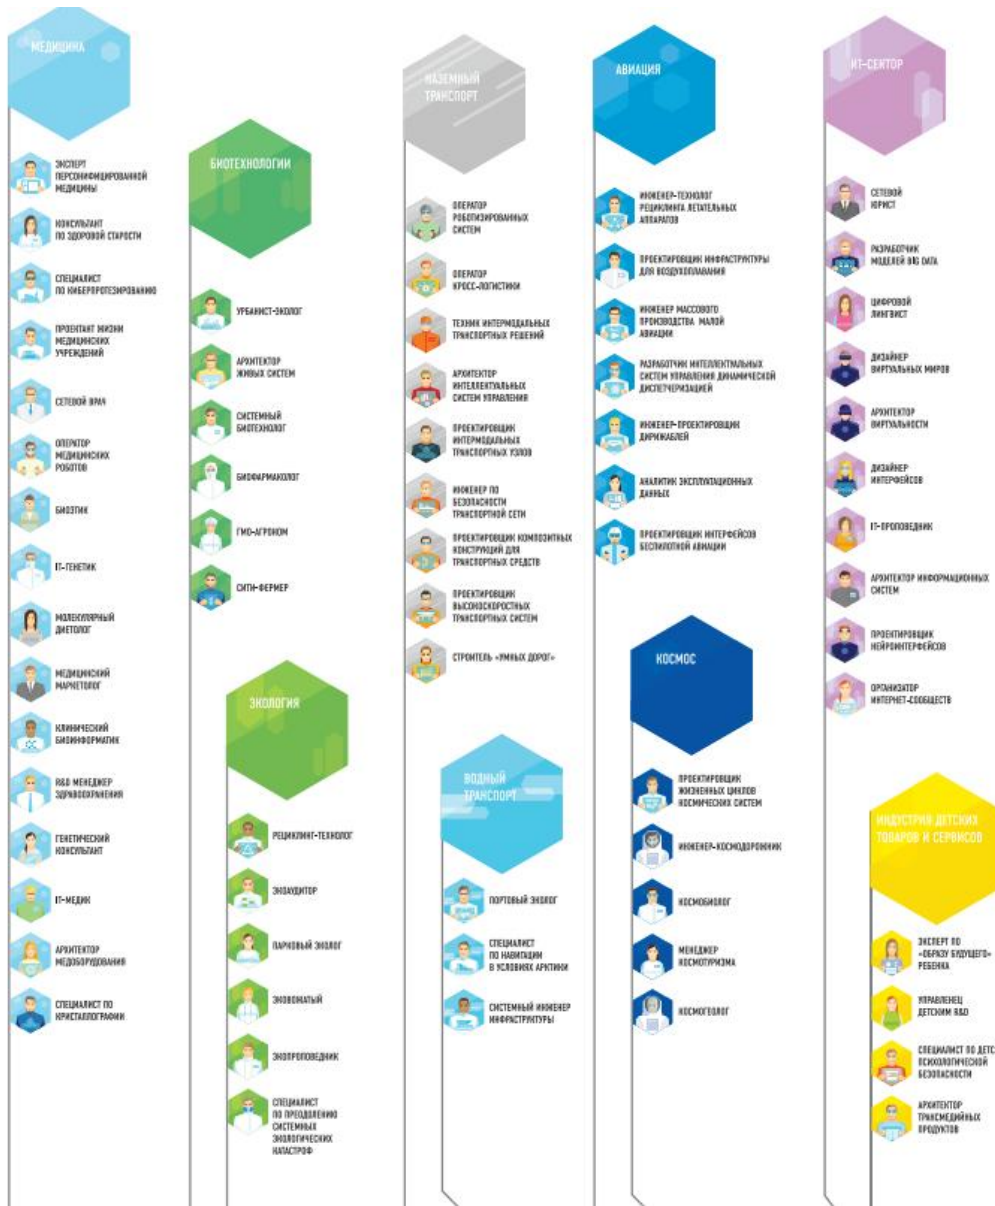 МЕДИЦИНА
ЭКСПЕРТ
ПЕРСОНИФИЦИРОВАННОЙ
МЕДИЦИНЫ
КОНСУЛЬТАНТ
ПО ЗДОРОВОЙ СТАРОСТИ
СПЕЦИАЛИСТ
ПО КИБЕРПРОТЕЗИРОВАНИЮ
ПРОЕКТАНТ ЖИЗНИ
МЕДИЦИНСКИХ
УЧРЕЖДЕНИЙ
СЕТЕВОЙ ВРАЧ
ОПЕРАТОР
МЕДИЦИНСКИХ
РОБОТОВ
БИОЭТИК
IT-ГЕНЕТИК
МОЛЕКУЛЯРНЫЙ
ДИЕТОЛОГ
МЕДИЦИНСКИЙ
МАРКЕТОЛОГ
КЛИНИЧЕСКИЙ
БИОИНФОРМАТИК
R&D МЕНЕДЖЕР
ЗДРАВООХРАНЕНИЯ
ГЕНЕТИЧЕСКИЙ
КОНСУЛЬТАНТ
IT-МЕДИК
АРХИТЕКТОР
МЕДОБОРУДОВАНИЯ
СПЕЦИАЛИСТ ПО
КРИСТАЛЛОГРАФИИ
БИОТЕХНОЛОГИИ
УРБАНИСТ-ЭКОЛОГ
АРХИТЕКТОР
ЖИВЫХ СИСТЕМ
СИСТЕМНЫЙ
БИОТЕХНОЛОГ
БИОФАРМАКОЛОГ
ГМО-АГРОНОМ
СИТИ-ФЕРМЕР
ЭКОЛОГИЯ
РЕЦИКЛИНГ-ТЕХНОЛОГ
ЭКОАУДИТОР
ПАРКОВЫЙ ЭКОЛОГ
ЭКОВОЖАТЫЙ
ЭКОПРОПОВЕДНИК
СПЕЦИАЛИСТ
ПО ПРЕОДОЛЕНИЮ
СИСТЕМНЫХ
ЭКОЛОГИЧЕСКИХ
КАТАСТРОФ
НАЗЕМНЫЙ
ТРАНСПОРТ
ОПЕРАТОР
РОБОТИЗИРОВАННЫХ
СИСТЕМ
ОПЕРАТОР
КРОСС-ЛОГИСТИКИ
ТЕХНИК ИНТЕРМОДАЛЬНЫХ
ТРАНСПОРТНЫХ РЕШЕНИЙ
АРХИТЕКТОР
ИНТЕЛЛЕКТУАЛЬНЫХ
СИСТЕМ УПРАВЛЕНИЯ
ПРОЕКТИРОВЩИК
ИНТЕРМОДАЛЬНЫХ
ТРАНСПОРТНЫХ УЗЛОВ
ИНЖЕНЕР ПО
БЕЗОПАСНОСТИ
ТРАНСПОРТНОЙ СЕТИ
ПРОЕКТИРОВЩИК КОМПОЗИТНЫХ
КОНСТРУКЦИЙ ДЛЯ
ТРАНСПОРТНЫХ СРЕДСТВ
ПРОЕКТИРОВЩИК
ВЫСОКОСКОРОСТНЫХ
ТРАНСПОРТНЫХ СИСТЕМ
СТРОИТЕЛЬ «УМНЫХ ДОРОГ»
ВОДНЫЙ
ТРАНСПОРТ
ПОРТОВЫЙ ЭКОЛОГ
СПЕЦИАЛИСТ
ПО НАВИГАЦИИ
В УСЛОВИЯХ АРКТИКИ
СИСТЕМНЫЙ ИНЖЕНЕР
ИНФРАСТРУКТУРЫ
АВИАЦИЯ
ИНЖЕНЕР-ТЕХНОЛОГ
РЕЦИКЛИНГА ЛЕТАТЕЛЬНЫХ
АППАРАТОВ
ПРОЕКТИРОВЩИК ИНФРАСТРУКТУРЫ
ДЛЯ ВОЗДУХОПЛАВАНИЯ
ИНЖЕНЕР МАССОВОГО
ПРОИЗВОДСТВА МАЛОЙ
АВИАЦИИ
РАЗРАБОТЧИК ИНТЕЛЛЕКТУАЛЬНЫХ
СИСТЕМ УПРАВЛЕНИЯ ДИНАМИЧЕСКОЙ
ДИСПЕТЧЕРИЗАЦИЕЙ
ИНЖЕНЕР-ПРОЕКТИРОВЩИК
ДИРИЖАБЛЕЙ
АНАЛИТИК ЭКСПЛУАТАЦИОННЫХ
ДАННЫХ
ПРОЕКТИРОВЩИК ИНТЕРФЕЙСОВ
БЕСПИЛОТНОЙ АВИАЦИИ
КОСМОС
ПРОЕКТИРОВЩИК
ЖИЗНЕННЫХ ЦИКЛОВ
КОСМИЧЕСКИХ СИСТЕМ
ИНЖЕНЕР-КОСМОДОРОЖНИК
КОСМОБИОЛОГ
МЕНЕДЖЕР
КОСМОТУРИЗМА
КОСМОГЕОЛОГ
ИТ-СЕКТОР
СЕТЕВОЙ
ЮРИСТ
РАЗРАБОТЧИК
МОДЕЛЕЙ BIG DATA
ЦИФРОВОЙ
ЛИНГВИСТ
ДИЗАЙНЕР
ВИРТУАЛЬНЫХ МИРОВ
АРХИТЕКТОР
ВИРТУАЛЬНОСТИ
ДИЗАЙНЕР
ИНТЕРФЕЙСОВ
IT-ПРОПОВЕДНИК
АРХИТЕКТОР ИНФОРМАЦИОННЫХ
СИСТЕМ
ПРОЕКТИРОВЩИК
НЕЙРОИНТЕРФЕЙСОВ
ОРГАНИЗАТОР
ИНТЕРНЕТ-СООБЩЕСТВ
ИНДУСТРИЯ ДЕТСКИХ
ТОВАРОВ И СЕРВИСОВ
ЭКСПЕРТ ПО
«ОБРАЗУ БУДУЩЕГО»
РЕБЕНКА
УПРАВЛЕНЕЦ
ДЕТСКИМ R&D
СПЕЦИАЛИСТ ПО ДЕТС
ПСИХОЛОГИЧЕСКОЙ
БЕЗОПАСНОСТИ
АРХИТЕКТОР
ТРАНСМЕДИЙНЫХ
ПРОДУКТОВ